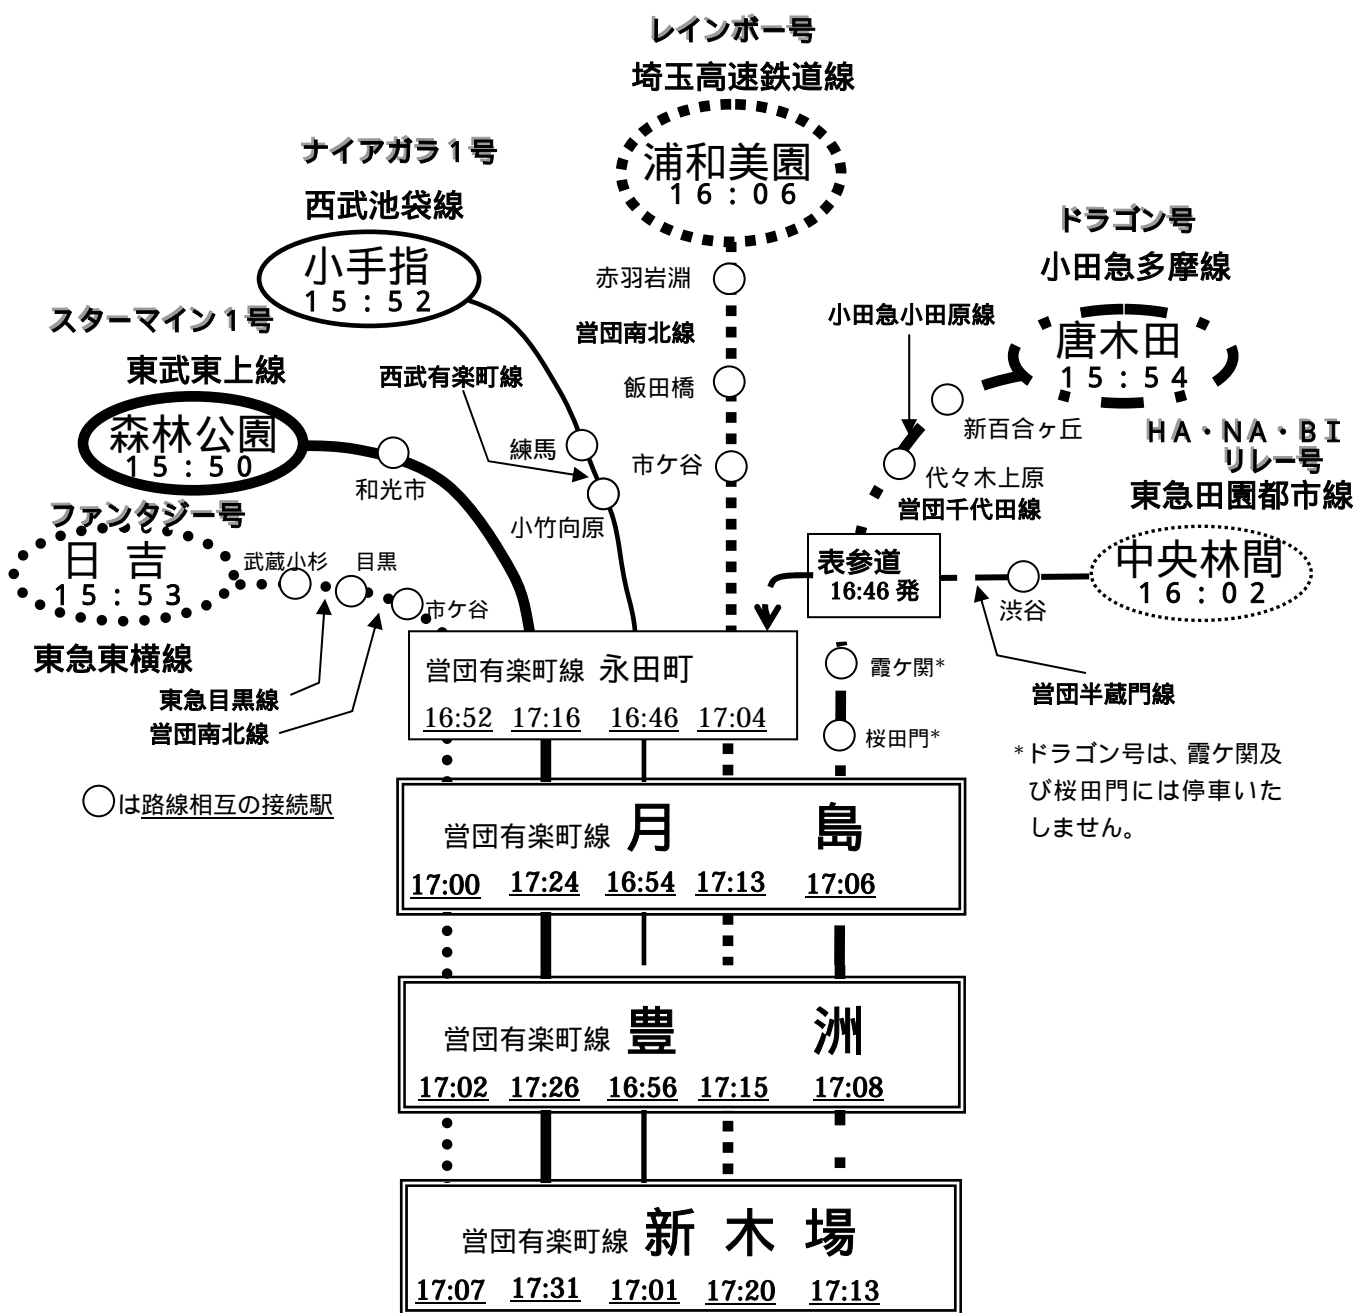 レインボー号
埼玉高速鉄道線
浦和美園
16:06
ナイアガラ1号
西武池袋線
小手指
15:52
ドラゴン号
小田急多摩線
唐木田
15:54
スターマイン1号
東武東上線
森林公園
15:50
赤羽岩淵
営団南北線
飯田橋
市ケ谷
小田急小田原線
新百合ヶ丘
代々木上原
営団千代田線
西武有楽町線
練馬
小竹向原
和光市
HA・NA・BI
リレー号
東急田園都市線
中央林間
16:02
ファンタジー号
日吉
15:53
武蔵小杉
目黒
市ケ谷
東急東横線
東急目黒線
営団南北線
表参道
16:46 発
渋谷
営団半蔵門線
霞ケ関*
桜田門*
営団有楽町線 永田町
16:52 17:16 16:46 17:04
*ドラゴン号は、霞ケ関及
び桜田門には停車いた
しません。
○は路線相互の接続駅
営団有楽町線 月島
17:00 17:24 16:54 17:13 17:06
営団有楽町線 豊洲
17:02 17:26 16:56 17:15 17:08
営団有楽町線 新木場
17:07 17:31 17:01 17:20 17:13